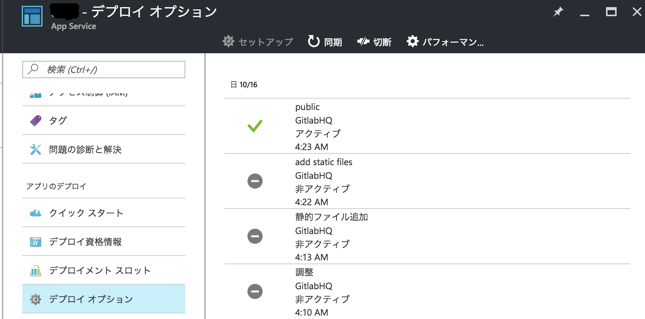 - デプロイ オプション
App Service
セットアップ
同期
切断
パフォーマン...
検索 (Ctrl+/)
タグ
問題の診断と解決
アプリのデプロイ
クイック スタート
デプロイ資格情報
デプロイメント スロット
デプロイ オプション
日 10/16
public
GitlabHQ
アクティブ
4:23 AM
add static files
GitlabHQ
非アクティブ
4:22 AM
静的ファイル追加
GitlabHQ
非アクティブ
4:13 AM
調整
GitlabHQ
非アクティブ
4:10 AM